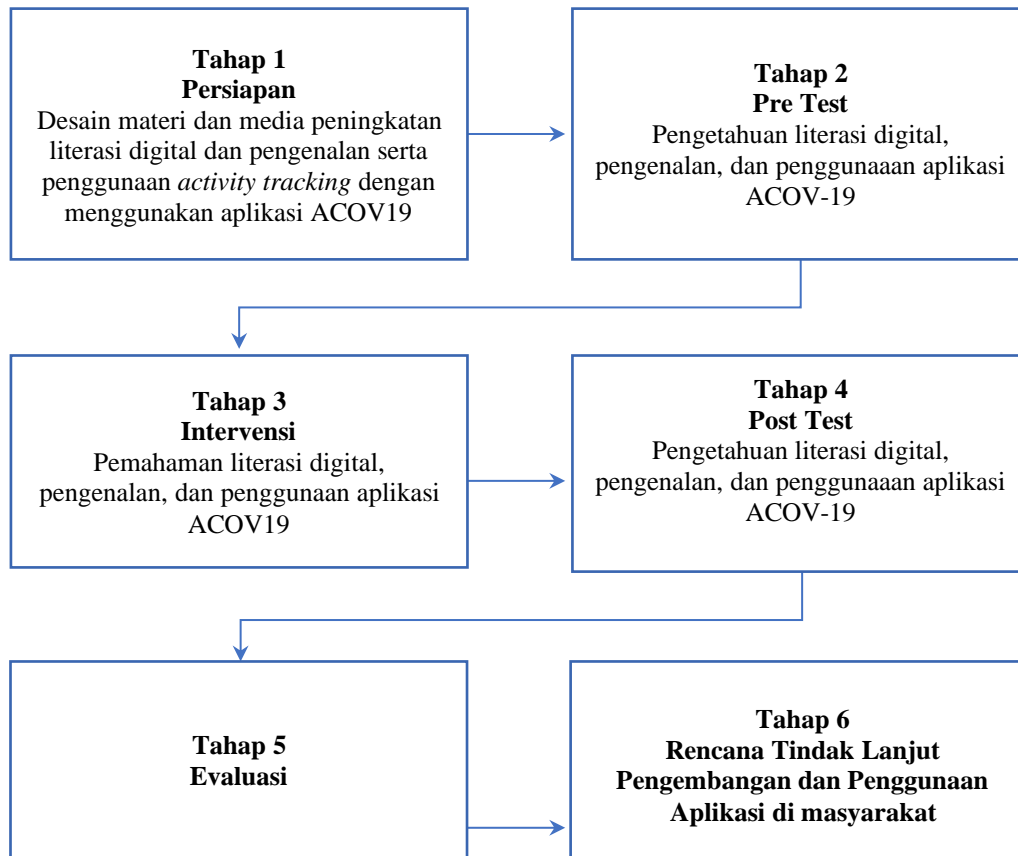 Tahap 1
Persiapan
Desain materi dan media peningkatan
literasi digital dan pengenalan serta
penggunaan activity tracking dengan
menggunakan aplikasi ACOV19
Tahap 2
Pre Test
Pengetahuan literasi digital,
pengenalan, dan penggunaaan aplikasi
ACOV-19
Tahap 3
Intervensi
Pemahaman literasi digital,
pengenalan, dan penggunaan aplikasi
ACOV19
Tahap 4
Post Test
Pengetahuan literasi digital,
pengenalan, dan penggunaaan aplikasi
ACOV-19
Tahap 5
Evaluasi
Tahap 6
Rencana Tindak Lanjut
Pengembangan dan Penggunaan
Aplikasi di masyarakat